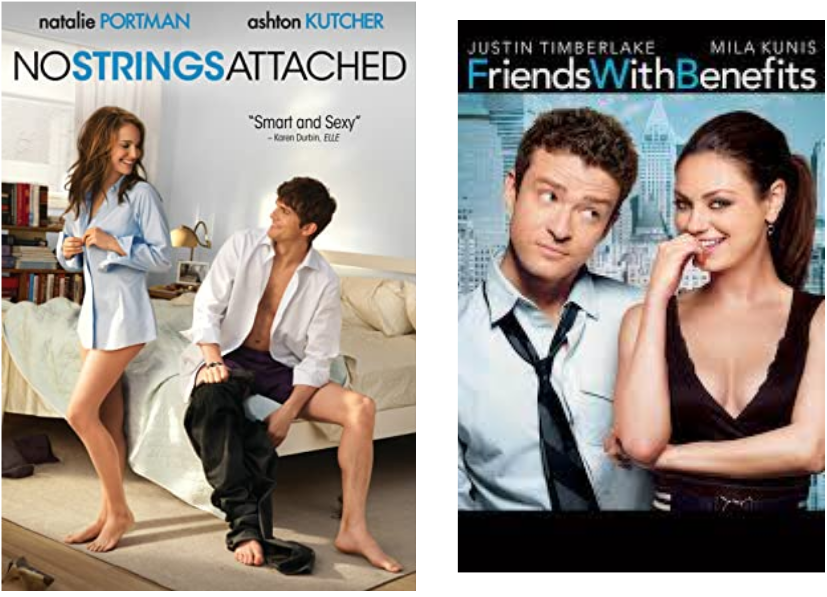 natalie PORTMAN ashton KUTCHER
NOSTRINGSATTACHED
"Smart and Sexy"
– Karen Durbin, ELLE
JUSTIN TIMBERLAKE MILA KUNIS
FriendsWithBenefits